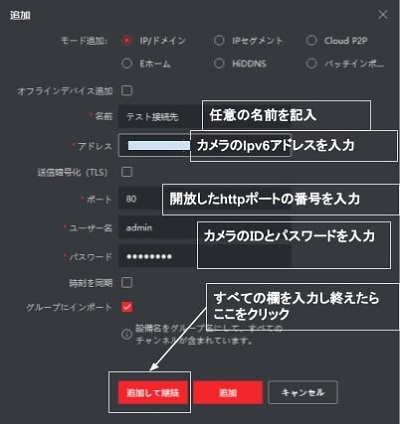 追加
モード追加:
IP/ドメイン
IPセグメント
Cloud P2P
Eホーム
HiDDNS
バッチインポ...
オフラインデバイス追加
*名前 テスト接続先
任意の名前を記入
*アドレス
カメラのIpv6アドレスを入力
送信暗号化（TLS）
*ポート 80
開放したhttpポートの番号を入力
*ユーザー名 admin
カメラのIDとパスワードを入力
*パスワード ●●●●●●●●
時刻を同期
すべての欄を入力し終えたら
ここをクリック
グループにインポート
設備名をグループ名にして、すべての
チャンネルが含まれています。
追加して継続
追加
キャンセル